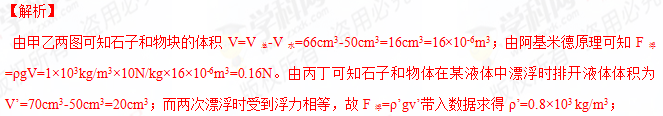 【解析】
由甲乙两图可知石子和物块的体积 V=V 总-V 水=66cm³-50cm³=16cm³=16×10⁻⁶m³；由阿基米德原理可知 F 浮
=ρgV=1×10³kg/m³×10N/kg×16×10⁻⁶m³=0.16N。由丙丁可知石子和物体在某液体中漂浮时排开液体体积为
V’=70cm³-50cm³=20cm³；而两次漂浮时受到浮力相等，故 F 浮=ρ’gv’带入数据求得 ρ’=0.8×10³ kg/m³；